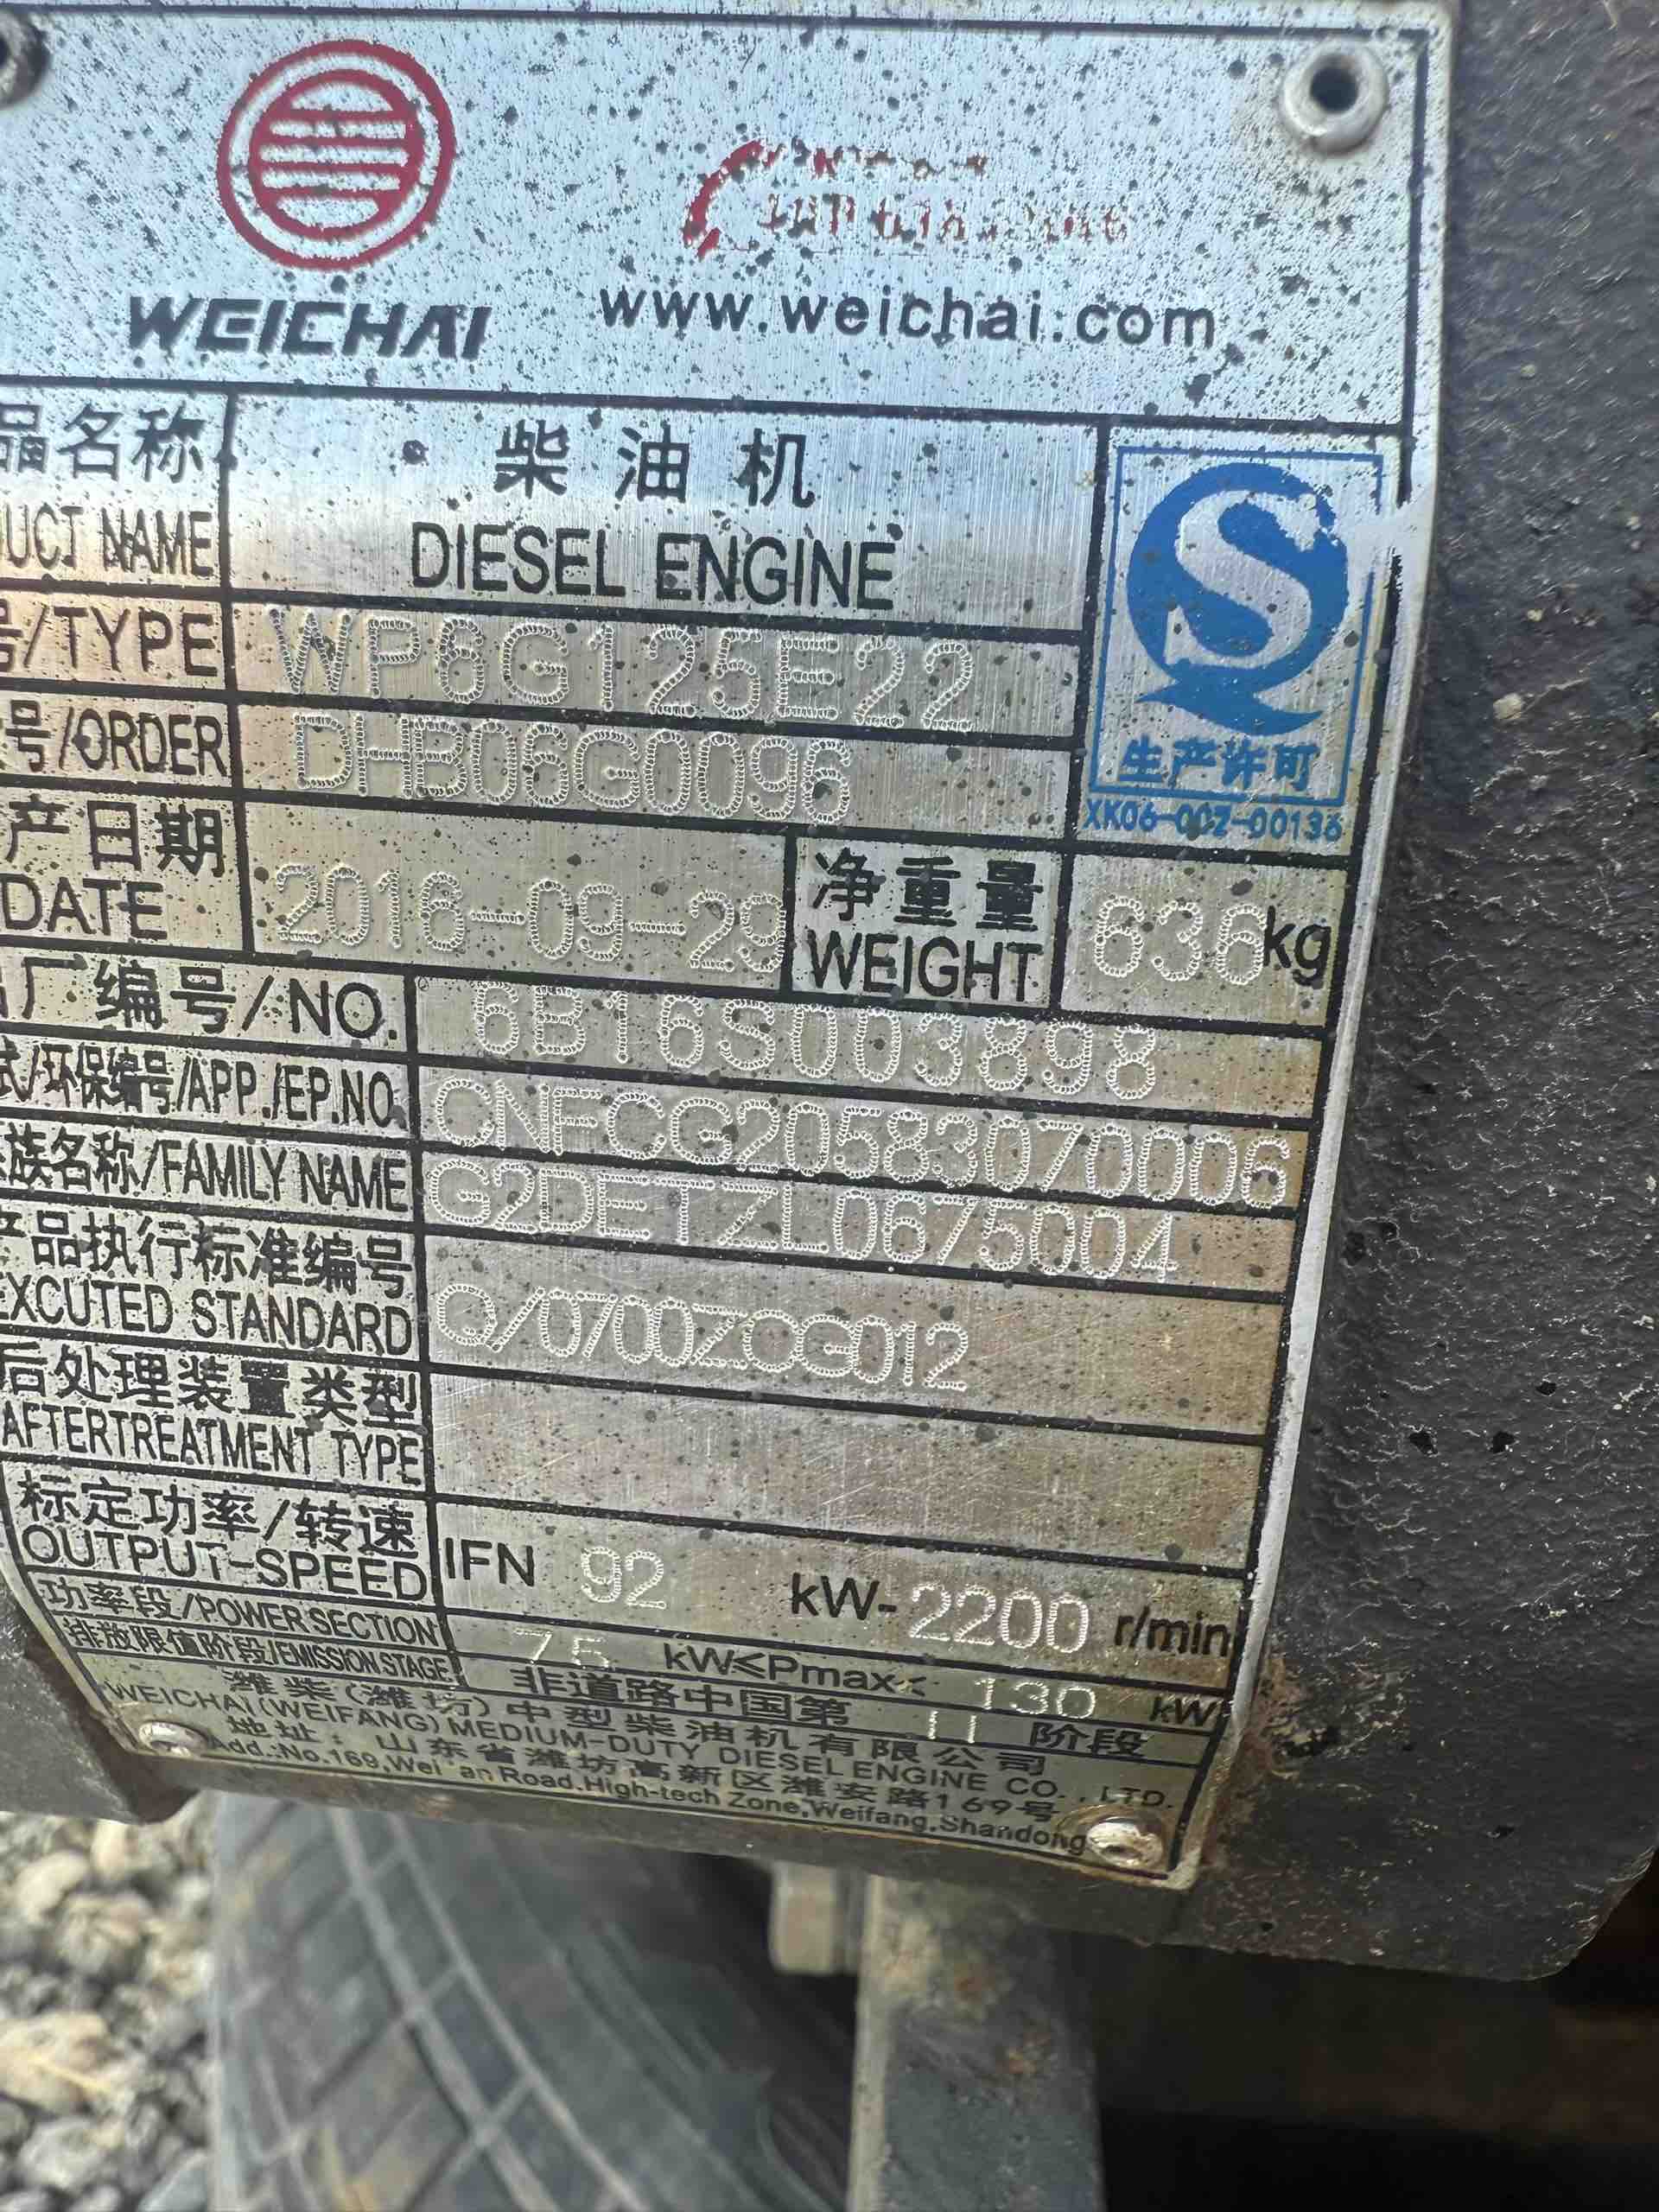 WEICHAI
www.weichai.com
品名称
柴油机
DUCT NAME
DIESEL ENGINE
号/TYPE
WP6G125E22
号/ORDER
DHB06G0096
生产许可
XK06-002-00136
产日期
DATE
2016-09-29
净重量
WEIGHT
636kg
厂编号/NO.
6B16S003898
式/环保编号/APP./EP.NO.
CNFCG20583070006
族名称/FAMILY NAME
G2DETZL0675004
产品执行标准编号
EXCUTED STANDARD
Q/0700ZOG012
后处理装置类型
AFTERTREATMENT TYPE
标定功率/转速
OUTPUT-SPEED
IFN 92 kW-2200 r/min
功率段/POWER SECTION
75 kW≤Pmax< 130 kW
排放限值阶段/EMISSION STAGE
非道路中国第 II 阶段
潍柴(潍坊)中型柴油机有限公司
WEICHAI(WEIFANG)MEDIUM-DUTY DIESEL ENGINE CO.,LTD.
地址:山东省潍坊高新区潍安路169号
Add.:No.169,Wei'an Road.High-tech Zone,Weifang,Shandong